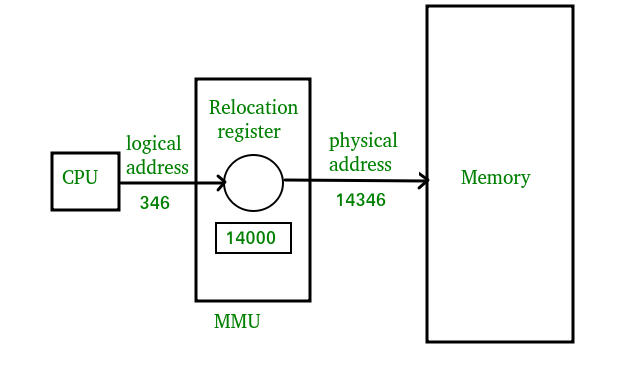 CPU
logical
address
346
Relocation
register
14000
MMU
physical
address
14346
Memory